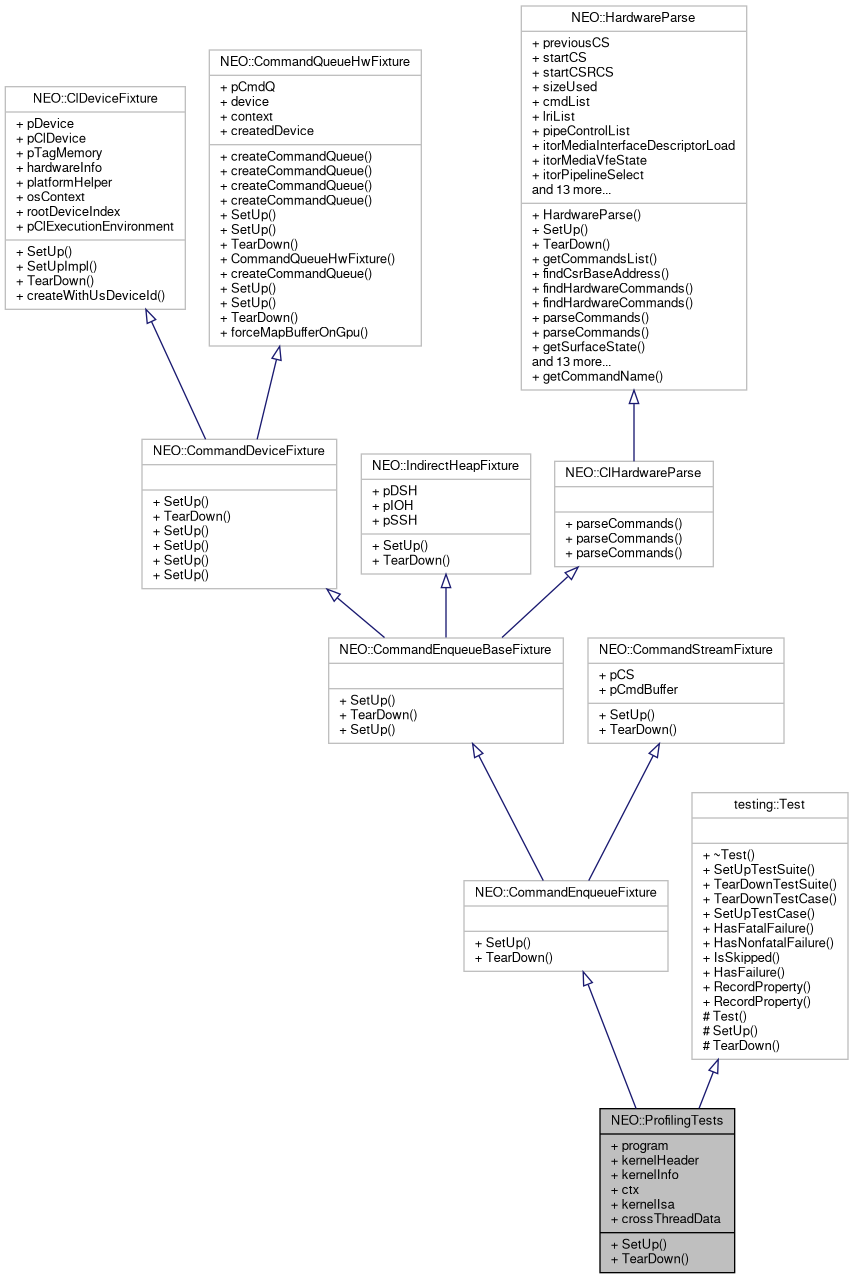 NEO::HardwareParse
+ previousCS
+ startCS
+ startCSRCS
+ sizeUsed
+ cmdList
+ lriList
+ pipeControlList
+ itorMediaInterfaceDescriptorLoad
+ itorMediaVfeState
+ itorPipelineSelect
and 13 more...
+ HardwareParse()
+ SetUp()
+ TearDown()
+ getCommandsList()
+ findCsrBaseAddress()
+ findHardwareCommands()
+ findHardwareCommands()
+ parseCommands()
+ parseCommands()
+ getSurfaceState()
and 13 more...
+ getCommandName()
NEO::CommandQueueHwFixture
+ pCmdQ
+ device
+ context
+ createdDevice
+ createCommandQueue()
+ createCommandQueue()
+ createCommandQueue()
+ createCommandQueue()
+ SetUp()
+ SetUp()
+ TearDown()
+ CommandQueueHwFixture()
+ createCommandQueue()
+ SetUp()
+ SetUp()
+ TearDown()
+ forceMapBufferOnGpu()
NEO::ClDeviceFixture
+ pDevice
+ pClDevice
+ pTagMemory
+ hardwareInfo
+ platformHelper
+ osContext
+ rootDeviceIndex
+ pClExecutionEnvironment
+ SetUp()
+ SetUpImpl()
+ TearDown()
+ createWithUsDeviceId()
NEO::CommandDeviceFixture
+ SetUp()
+ TearDown()
+ SetUp()
+ SetUp()
+ SetUp()
+ SetUp()
NEO::IndirectHeapFixture
+ pDSH
+ pIOH
+ pSSH
+ SetUp()
+ TearDown()
NEO::ClHardwareParse
+ parseCommands()
+ parseCommands()
+ parseCommands()
NEO::CommandEnqueueBaseFixture
+ SetUp()
+ TearDown()
+ SetUp()
NEO::CommandStreamFixture
+ pCS
+ pCmdBuffer
+ SetUp()
+ TearDown()
testing::Test
+ ~Test()
+ SetUpTestSuite()
+ TearDownTestSuite()
+ TearDownTestCase()
+ SetUpTestCase()
+ HasFatalFailure()
+ HasNonfatalFailure()
+ IsSkipped()
+ HasFailure()
+ RecordProperty()
+ RecordProperty()
# Test()
# SetUp()
# TearDown()
NEO::CommandEnqueueFixture
+ SetUp()
+ TearDown()
NEO::ProfilingTests
+ program
+ kernelHeader
+ kernelInfo
+ ctx
+ kernelIsa
+ crossThreadData
+ SetUp()
+ TearDown()